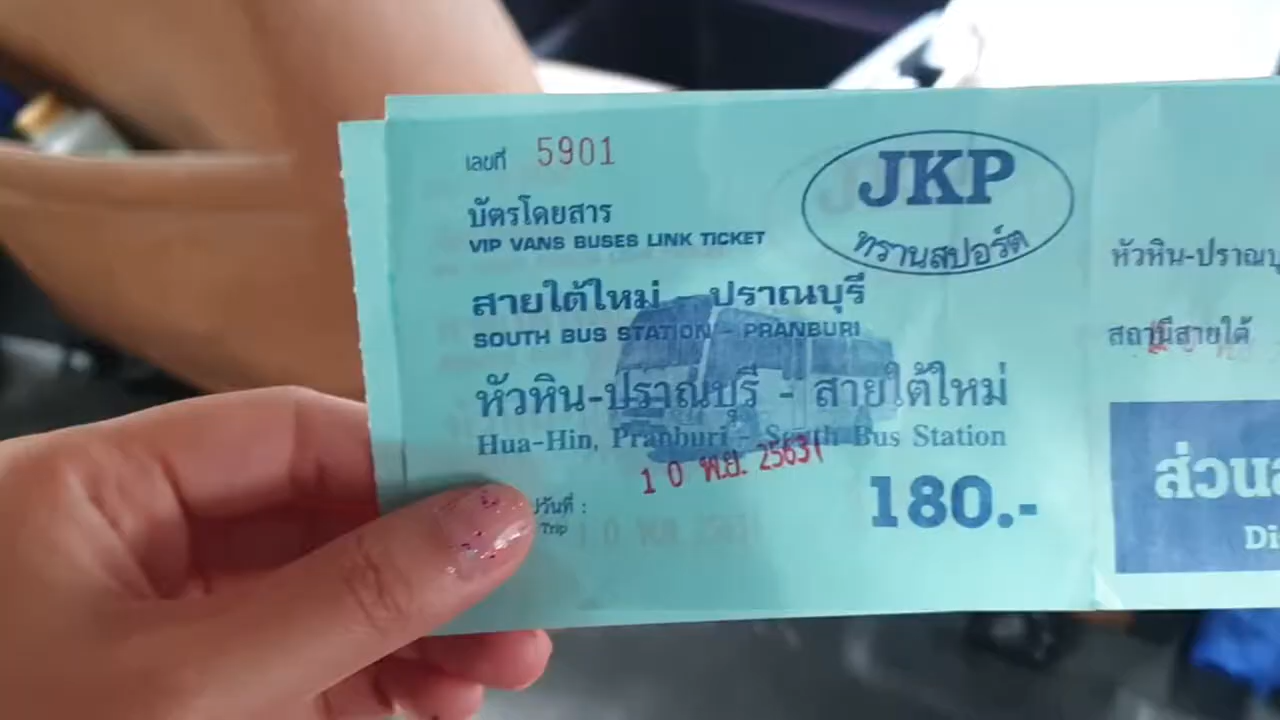 เลขที่ 5901
JKP
ทรานสปอร์ต
บัตรโดยสาร
VIP VANS BUSES LINK TICKET
สายใต้ใหม่ - ปราณบุรี
SOUTH BUS STATION - PRANBURI
หัวหิน-ปราณบุรี - สายใต้ใหม่
Hua-Hin, Pranburi - South Bus Station
10 พ.ย. 2563
180.-
วันที่ :
Trip
หัวหิน-ปราณบุ
สถานีสายใต้
ส่วน
Di